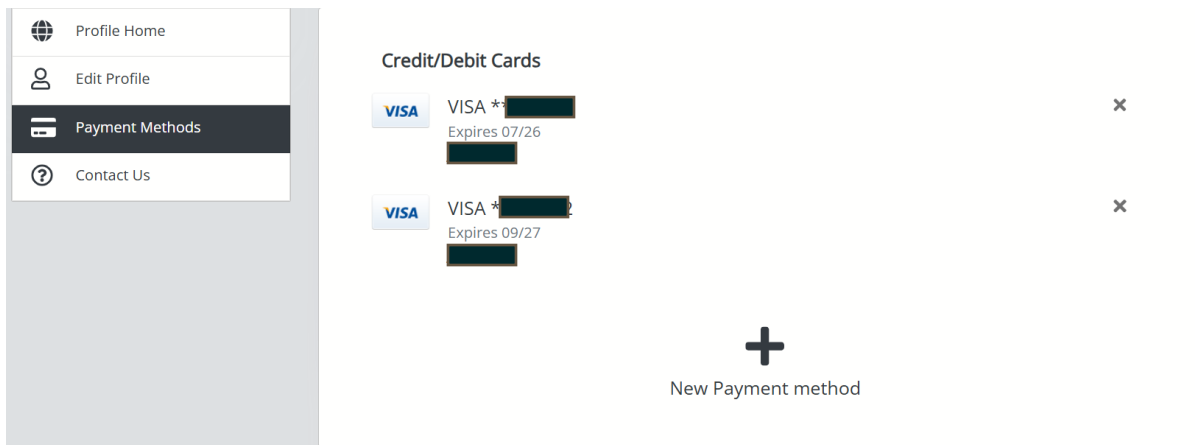 Profile Home
Edit Profile
Payment Methods
Contact Us
Credit/Debit Cards
VISA VISA **
Expires 07/26
VISA VISA *
Expires 09/27
New Payment method